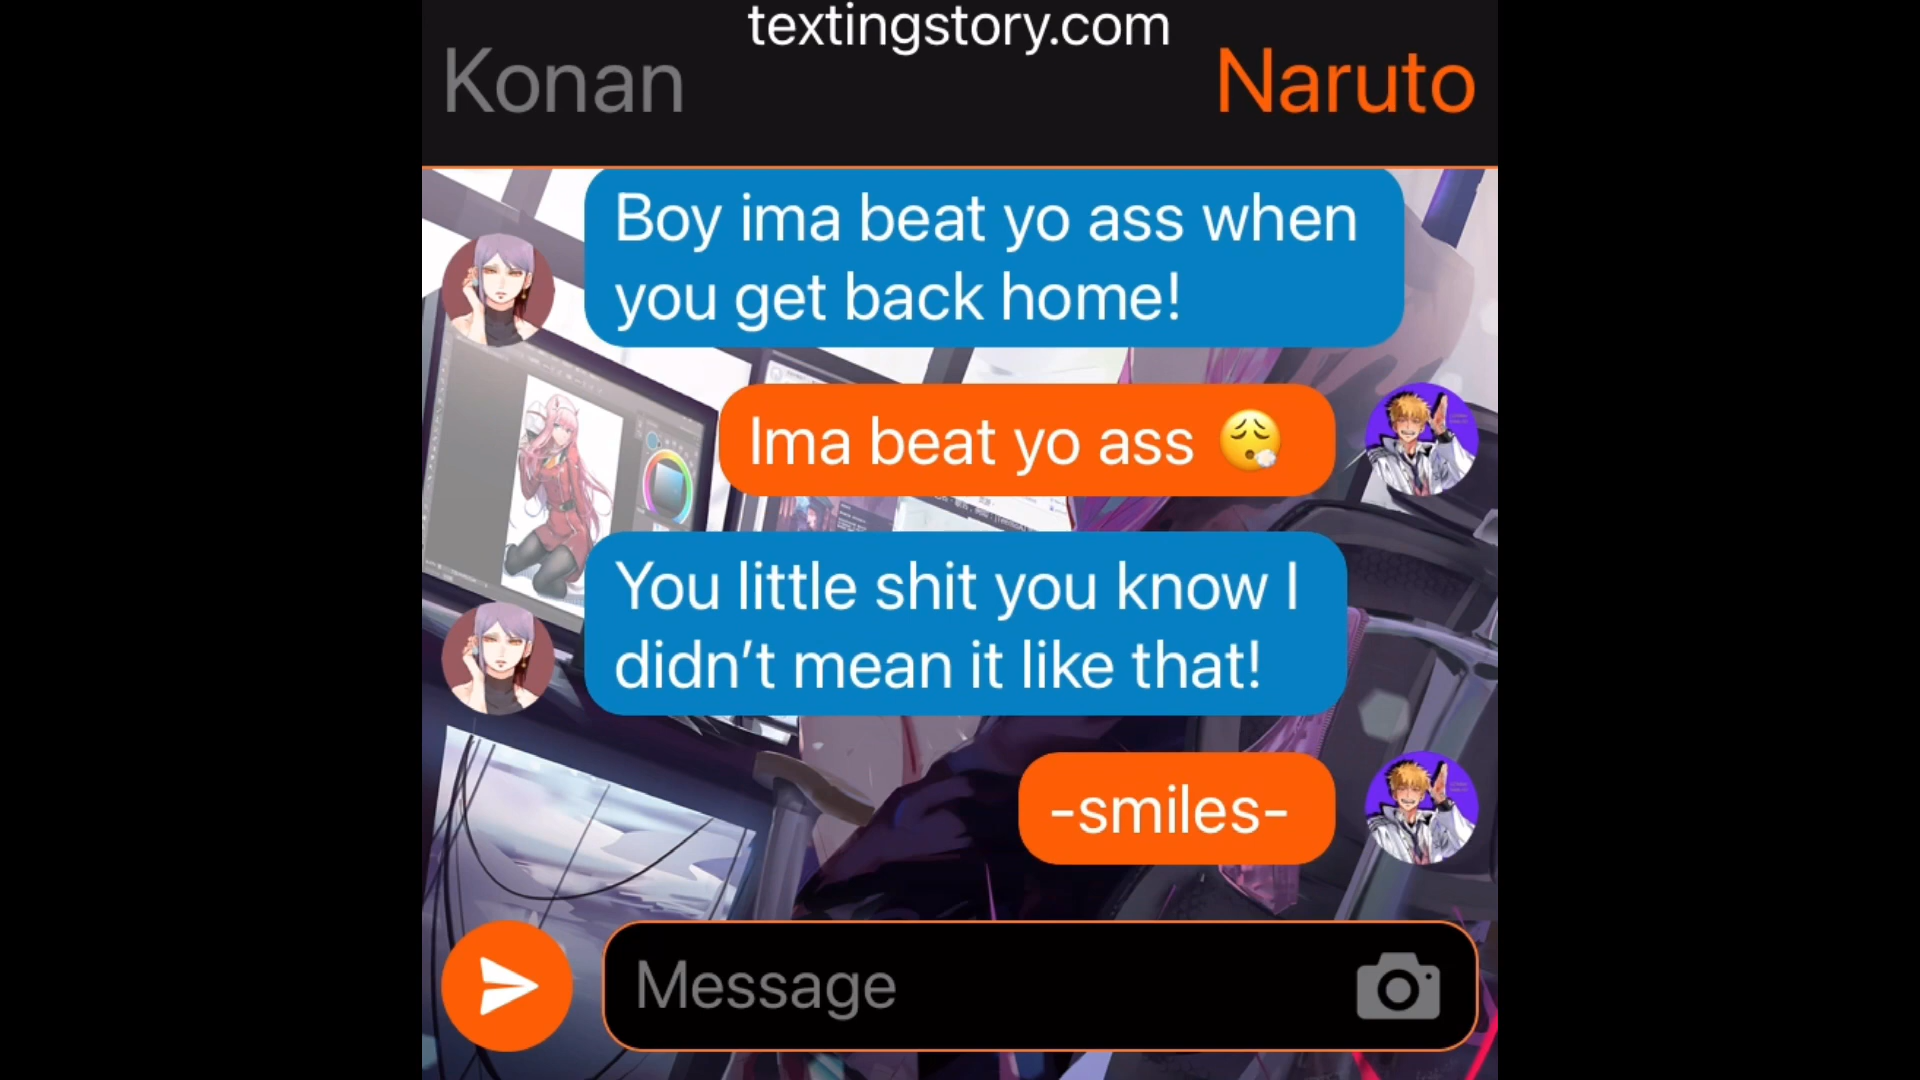 textingstory.com
Konan
Naruto
Boy ima beat yo ass when
you get back home!
Ima beat yo ass 😮‍💨
You little shit you know I
didn’t mean it like that!
-smiles-
Message